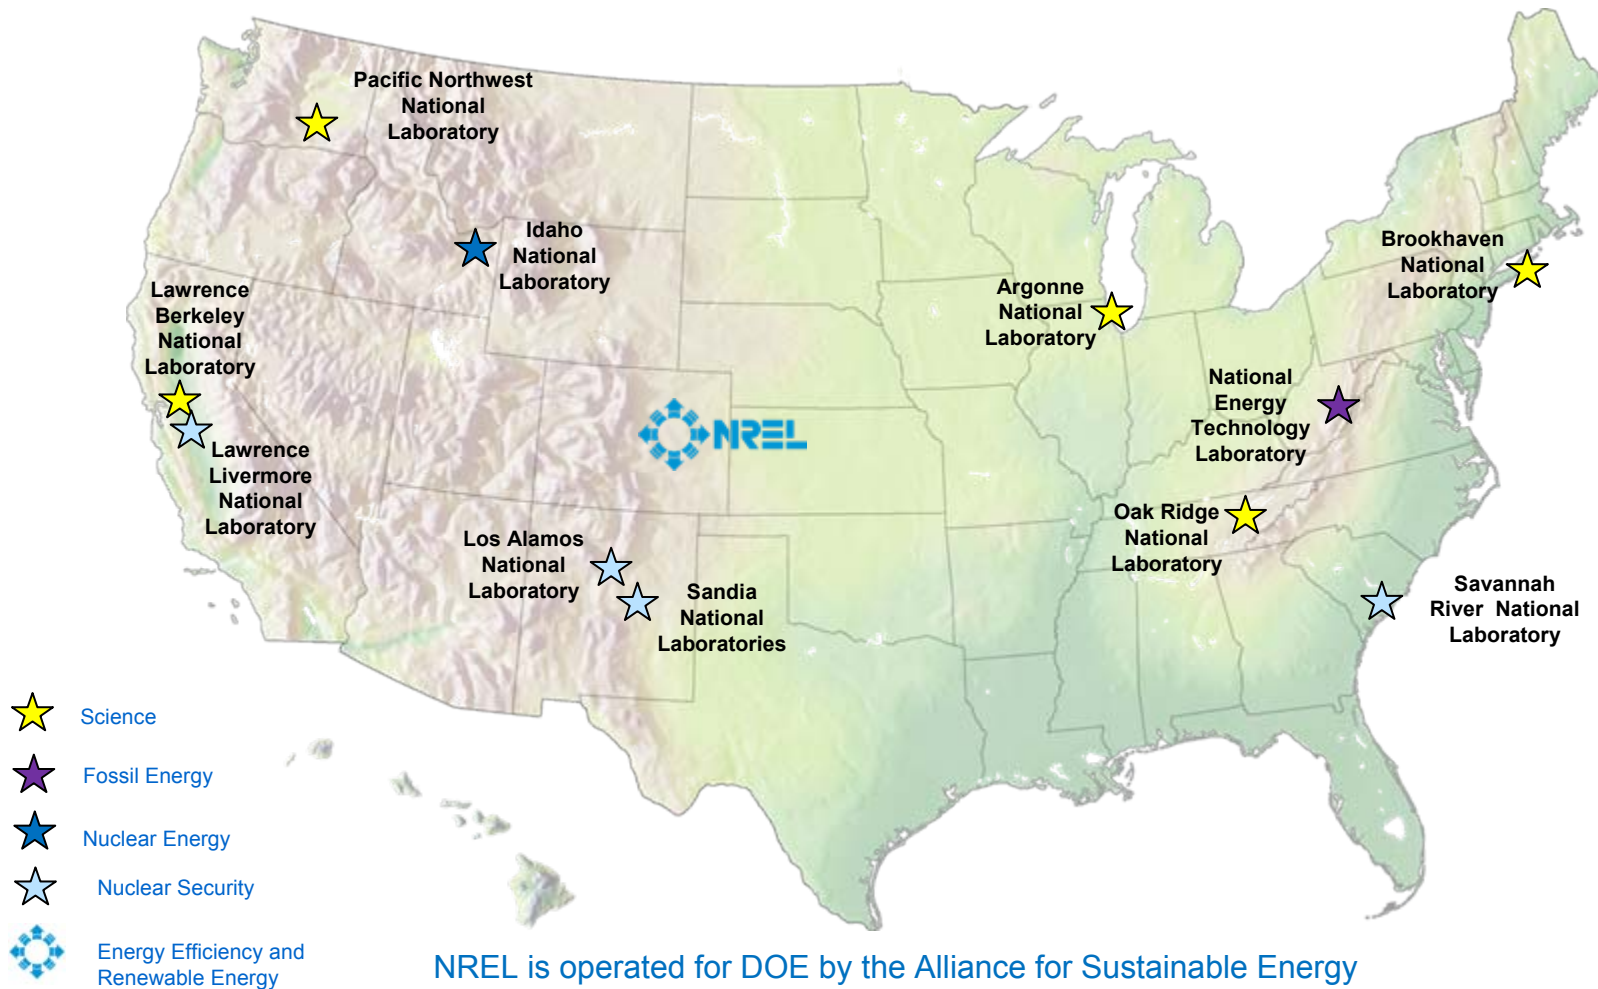 Pacific Northwest
National
Laboratory
Idaho
National
Laboratory
Brookhaven
National
Laboratory
Argonne
National
Laboratory
Lawrence
Berkeley
National
Laboratory
National
Energy
Technology
Laboratory
NREL
Lawrence
Livermore
National
Laboratory
Los Alamos
National
Laboratory
Oak Ridge
National
Laboratory
Sandia
National
Laboratories
Savannah
River National
Laboratory
Science
Fossil Energy
Nuclear Energy
Nuclear Security
Energy Efficiency and
Renewable Energy
NREL is operated for DOE by the Alliance for Sustainable Energy